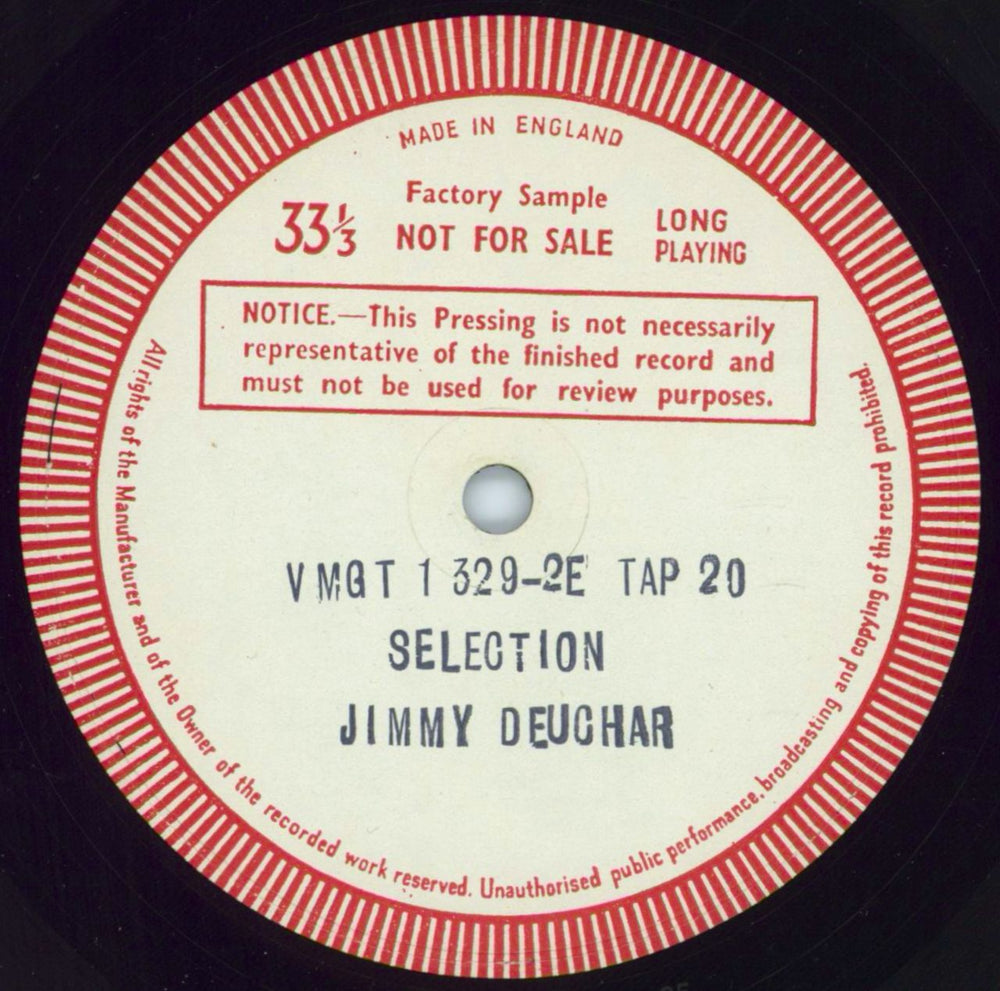 MADE IN ENGLAND
Factory Sample
33⅓ NOT FOR SALE LONG PLAYING
NOTICE.—This Pressing is not necessarily
representative of the finished record and
must not be used for review purposes.
VMGT 1 329-2E TAP 20
SELECTION
JIMMY DEUCHAR
All rights of the Manufacturer and of the Owner of the recorded work reserved. Unauthorised public performance, broadcasting and copying of this record prohibited.